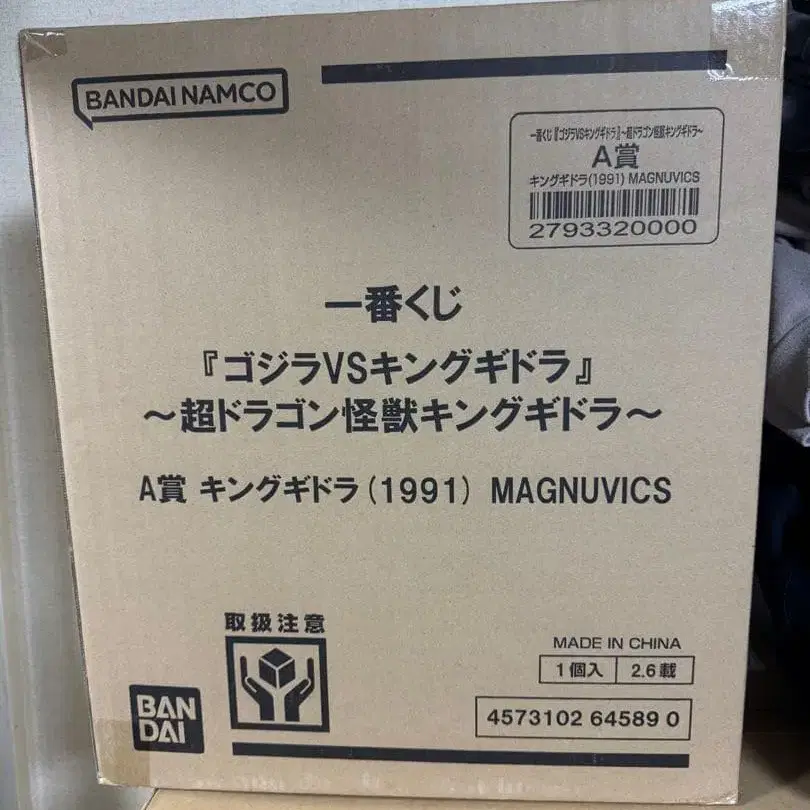 BANDAI NAMCO
一番くじ『ゴジラVSキングギドラ』~超ドラゴン怪獣キングギドラ~
A賞
キングギドラ(1991) MAGNUVICS
2793320000
一番くじ
『ゴジラVSキングギドラ』
~超ドラゴン怪獣キングギドラ~
A賞 キングギドラ(1991) MAGNUVICS
取扱注意
MADE IN CHINA
1個入 2.6載
BAN
DAI
4573102 64589 0